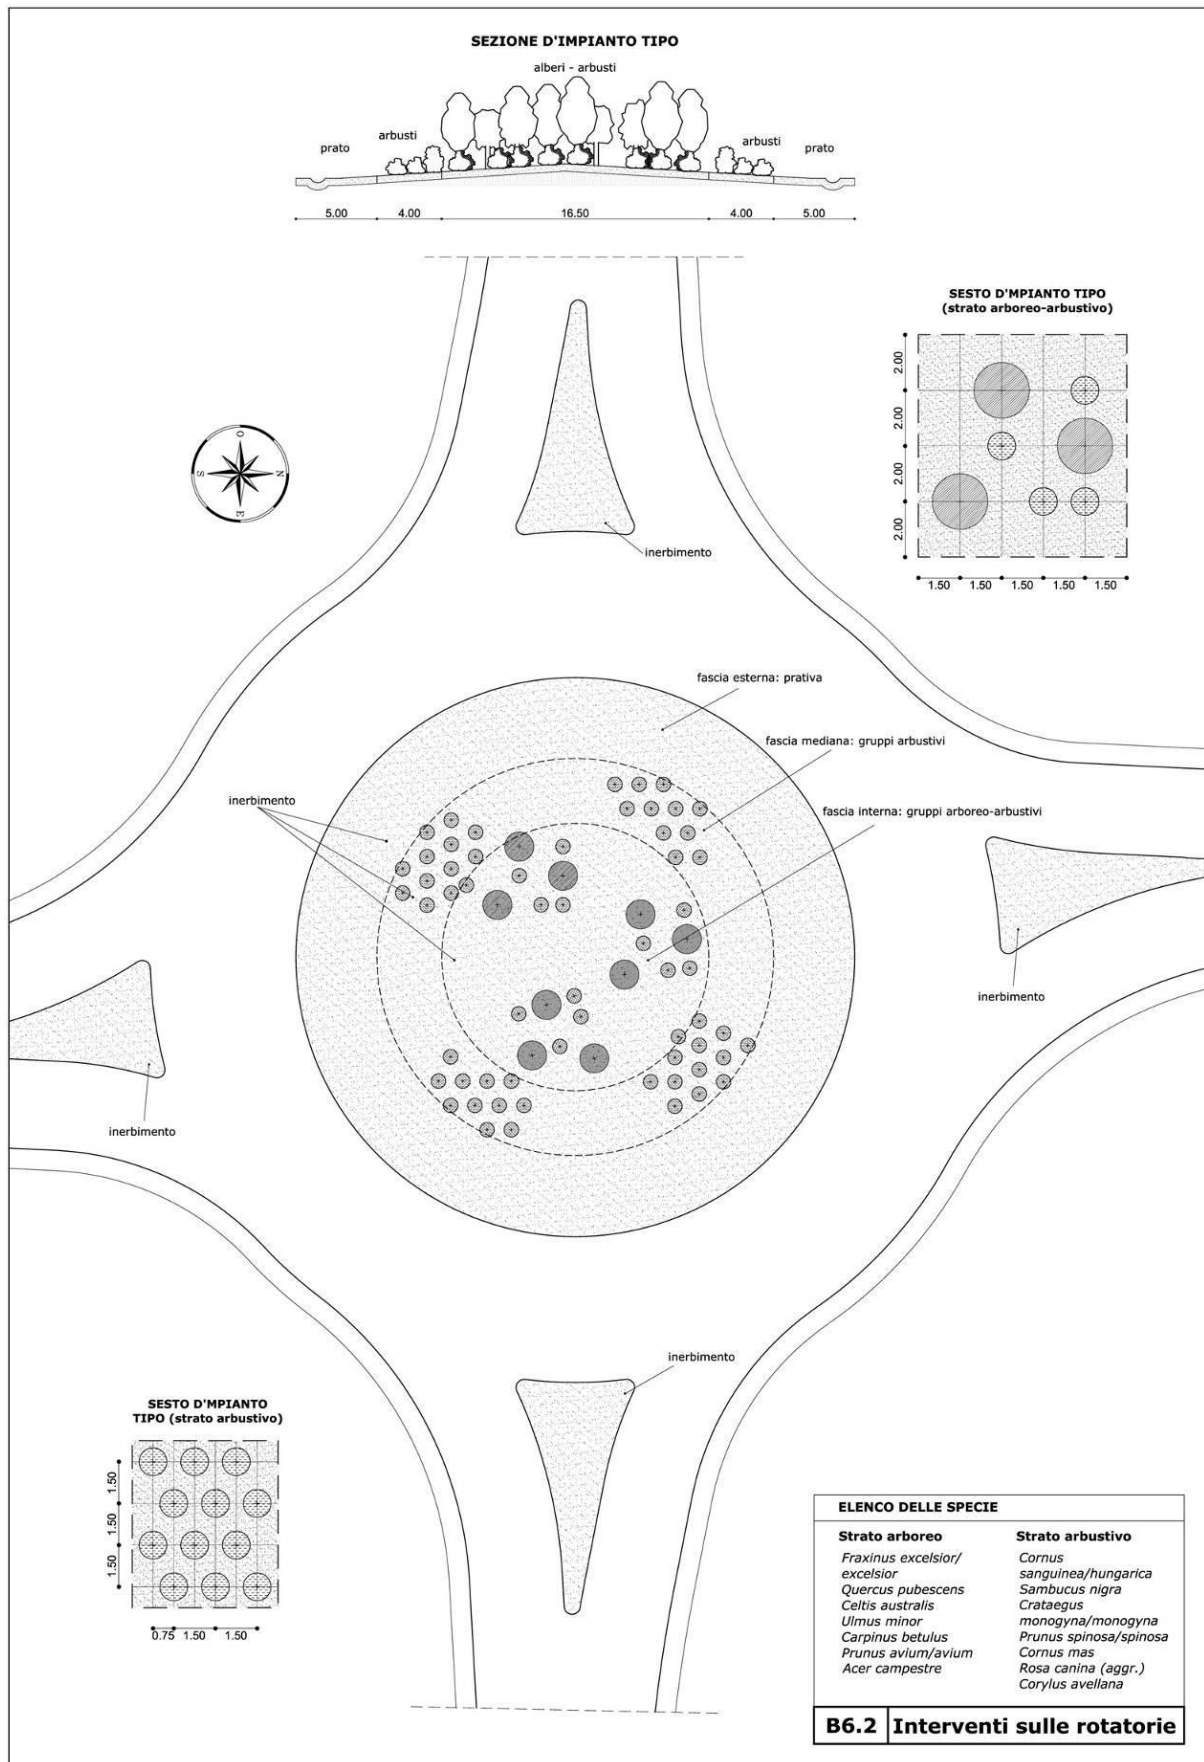 SEZIONE D'IMPIANTO TIPO
alberi - arbusti
arbusti
arbusti
prato
prato
5.00
4.00
16.50
4.00
5.00
SESTO D'MPIANTO TIPO
(strato arboreo-arbustivo)
2.00
2.00
2.00
2.00
1.50
1.50
1.50
1.50
1.50
O
S
N
E
inerbimento
fascia esterna: prativa
fascia mediana: gruppi arbustivi
inerbimento
fascia interna: gruppi arboreo-arbustivi
inerbimento
inerbimento
inerbimento
SESTO D'MPIANTO
TIPO (strato arbustivo)
1.50
1.50
1.50
0.75
1.50
1.50
ELENCO DELLE SPECIE
Strato arboreo
Fraxinus excelsior/
excelsior
Quercus pubescens
Celtis australis
Ulmus minor
Carpinus betulus
Prunus avium/avium
Acer campestre
Strato arbustivo
Cornus
sanguinea/hungarica
Sambucus nigra
Crataegus
monogyna/monogyna
Prunus spinosa/spinosa
Cornus mas
Rosa canina (aggr.)
Corylus avellana
B6.2 Interventi sulle rotatorie